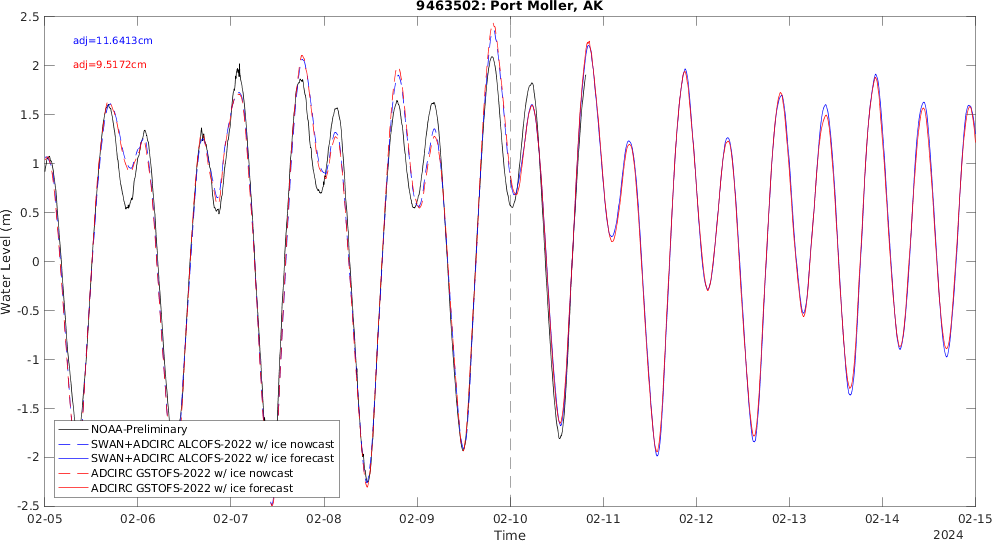 9463502: Port Moller, AK
adj=11.6413cm
adj=9.5172cm
Water Level (m)
2.5
2
1.5
1
0.5
0
-0.5
-1
-1.5
-2
-2.5
NOAA-Preliminary
SWAN+ADCIRC ALCOFS-2022 w/ ice nowcast
SWAN+ADCIRC ALCOFS-2022 w/ ice forecast
ADCIRC GSTOFS-2022 w/ ice nowcast
ADCIRC GSTOFS-2022 w/ ice forecast
02-05 02-06 02-07 02-08 02-09 02-10 02-11 02-12 02-13 02-14 02-15
Time
2024